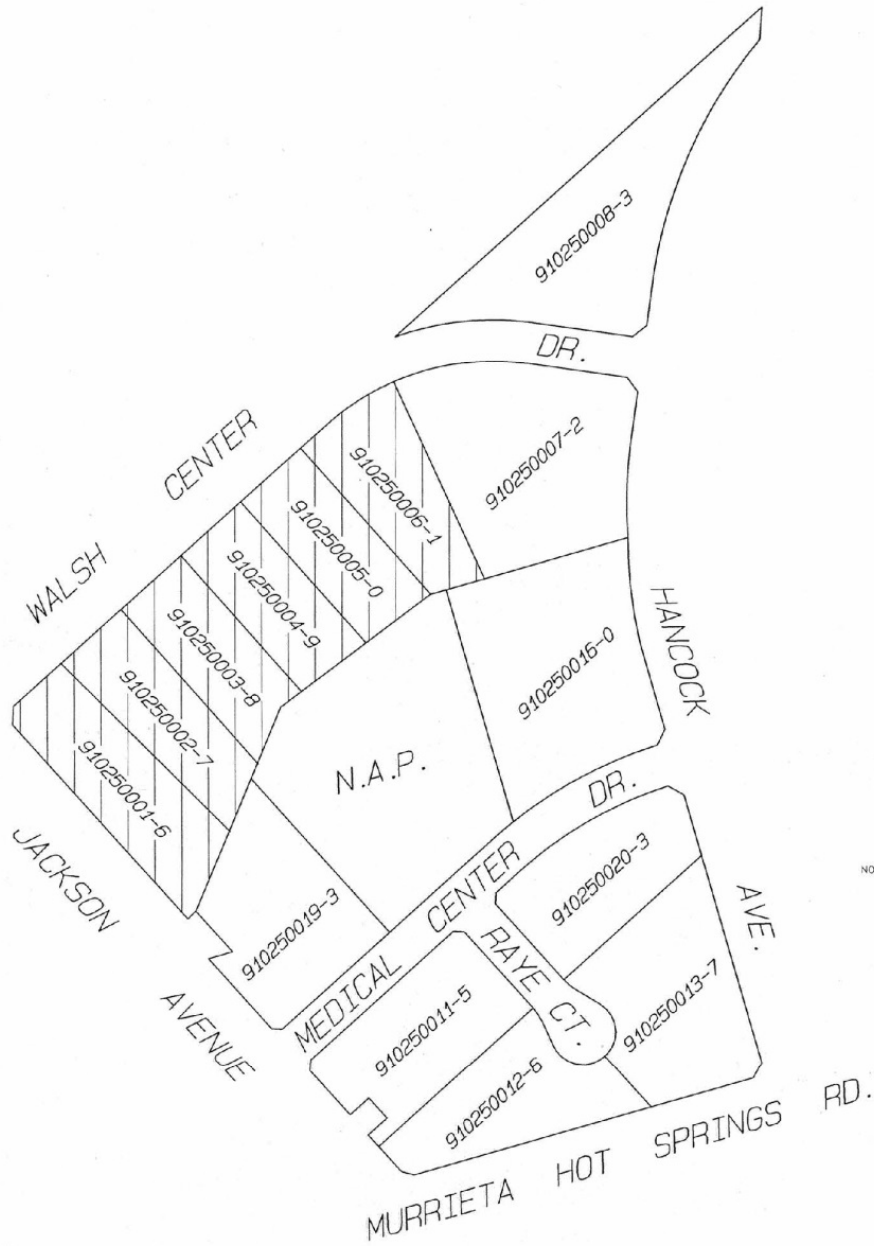 910250008-3
DR.
WALSH CENTER
910250007-2
910250006-1
910250005-0
910250004-9
910250003-8
910250002-7
910250001-6
910250016-0
HANCOCK
N.A.P.
DR.
JACKSON
910250019-3
MEDICAL CENTER
910250020-3
AVE.
NO
RAYE CT.
910250013-7
AVENUE
910250011-5
910250012-6
MURRIETA HOT SPRINGS RD.